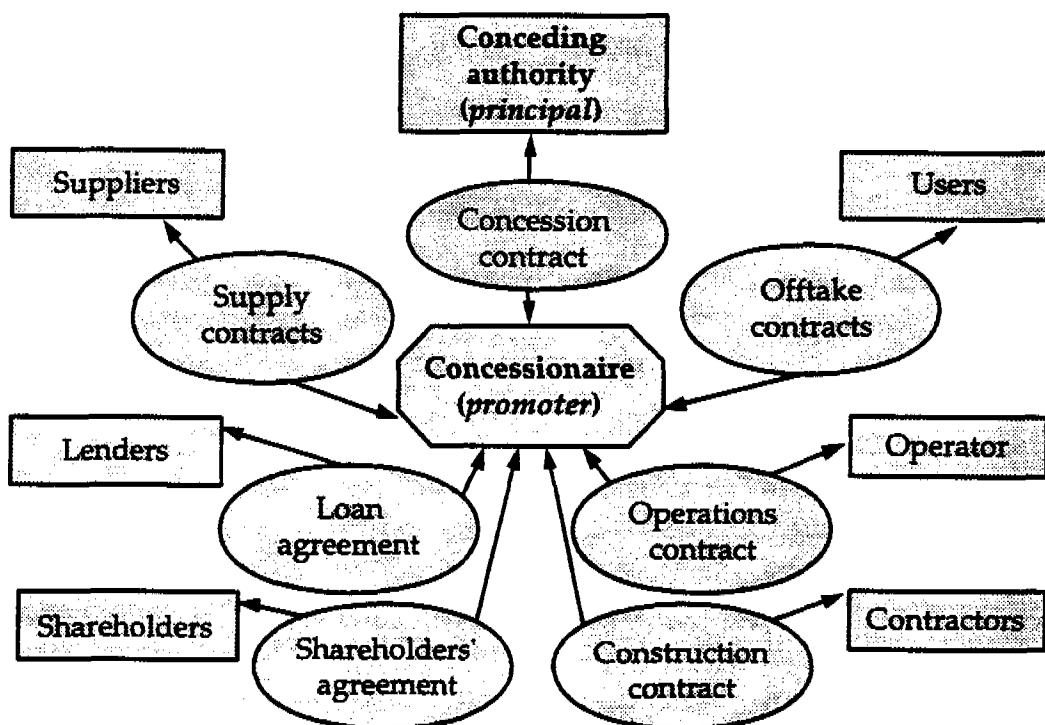 Conceding
authority
(principal)
Suppliers
Users
Concession
contract
Supply
contracts
Offtake
contracts
Concessionaire
(promoter)
Lenders
Operator
Loan
agreement
Operations
contract
Shareholders
Contractors
Shareholders'
agreement
Construction
contract